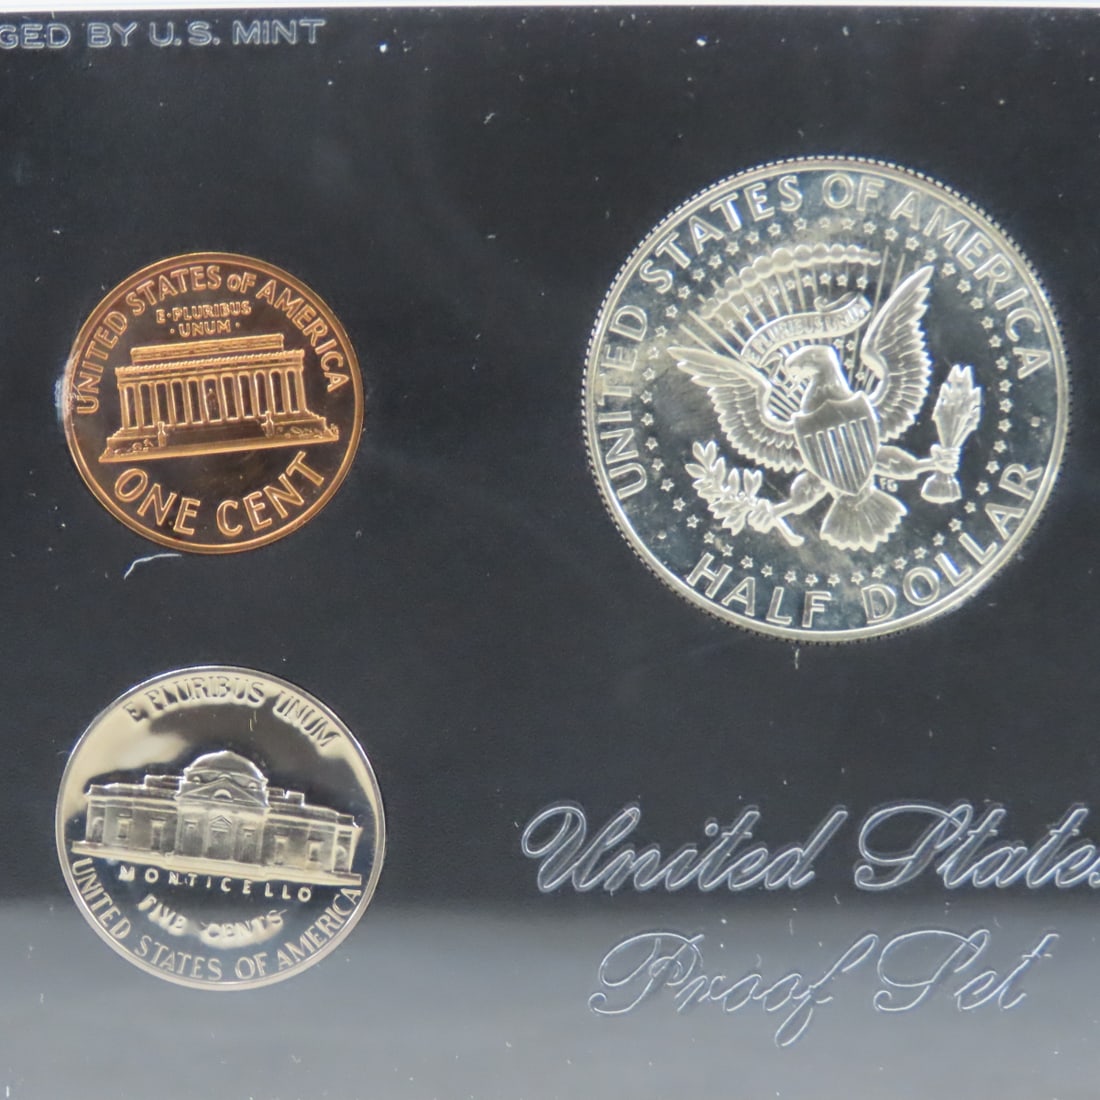 GED BY U.S. MINT
UNITED STATES OF AMERICA
E·PLURIBUS
·UNUM·
ONE CENT
UNITED STATES OF AMERICA
E PLURIBUS UNUM
FG
HALF DOLLAR
E PLURIBUS UNUM
MONTICELLO
FIVE CENTS
UNITED STATES OF AMERICA
United States
Proof Set